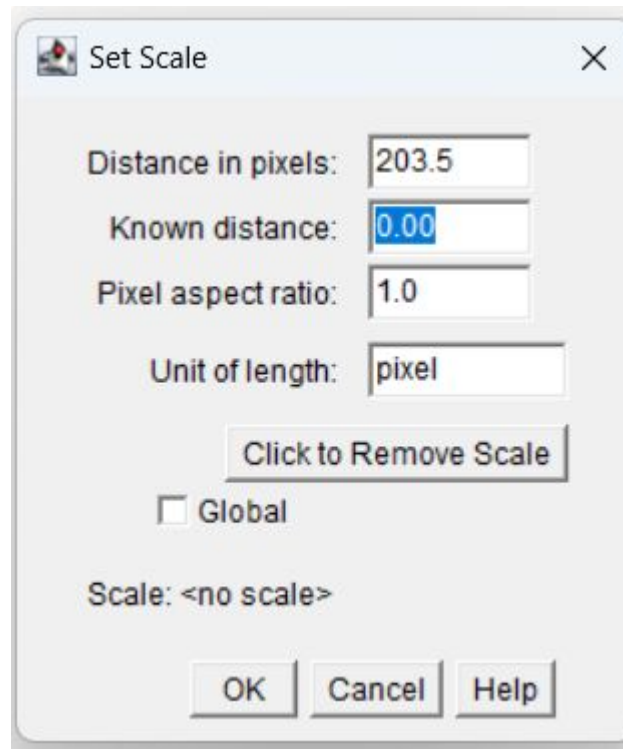 Set Scale
Distance in pixels: 203.5
Known distance: 0.00
Pixel aspect ratio: 1.0
Unit of length: pixel
Click to Remove Scale
Global
Scale: <no scale>
OK Cancel Help